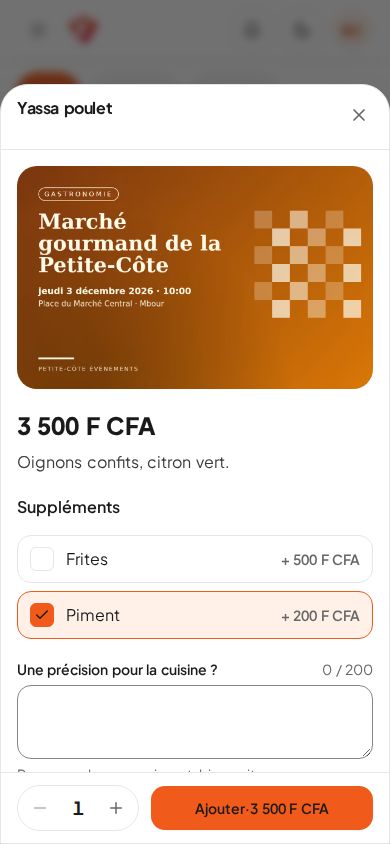 Yassa poulet
GASTRONOMIE
Marché
gourmand de la
Petite-Côte
jeudi 3 décembre 2026 · 10:00
Place du Marché Central · Mbour
PETITE-CÔTE ÉVÉNEMENTS
3 500 F CFA
Oignons confits, citron vert.
Suppléments
Frites + 500 F CFA
Piment + 200 F CFA
Une précision pour la cuisine ? 0 / 200
1 Ajouter·3 500 F CFA